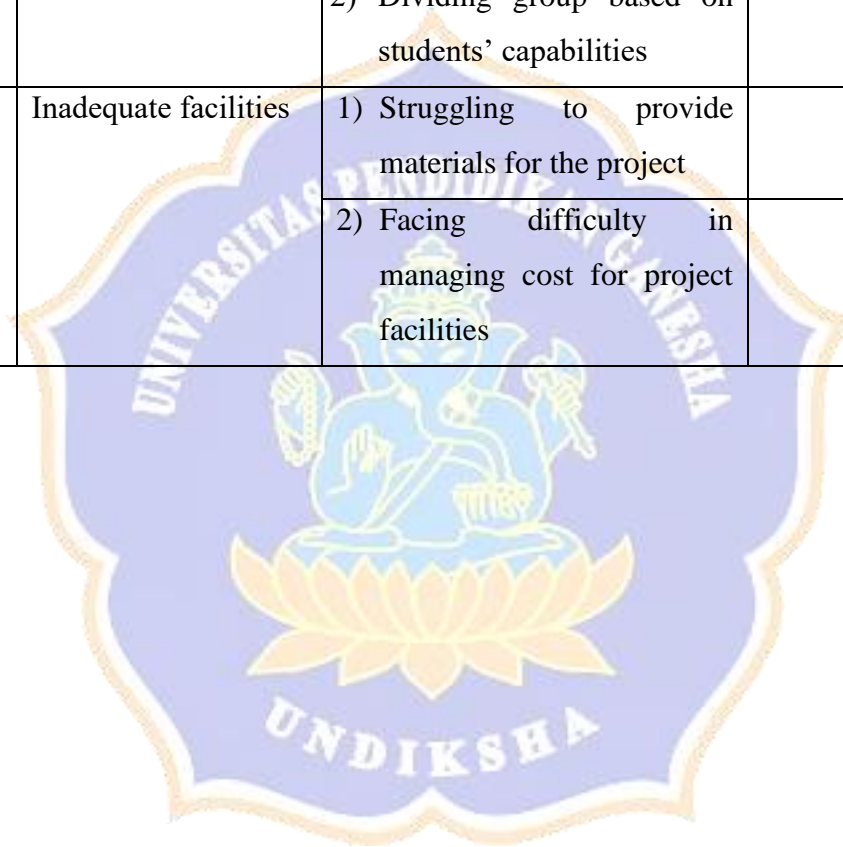 2) Dividing group based on
students’ capabilities
Inadequate facilities
1) Struggling to provide
materials for the project
2) Facing difficulty in
managing cost for project
facilities
UNIVERSITAS PENDIDIKAN GANESHA
UNDIKSHA